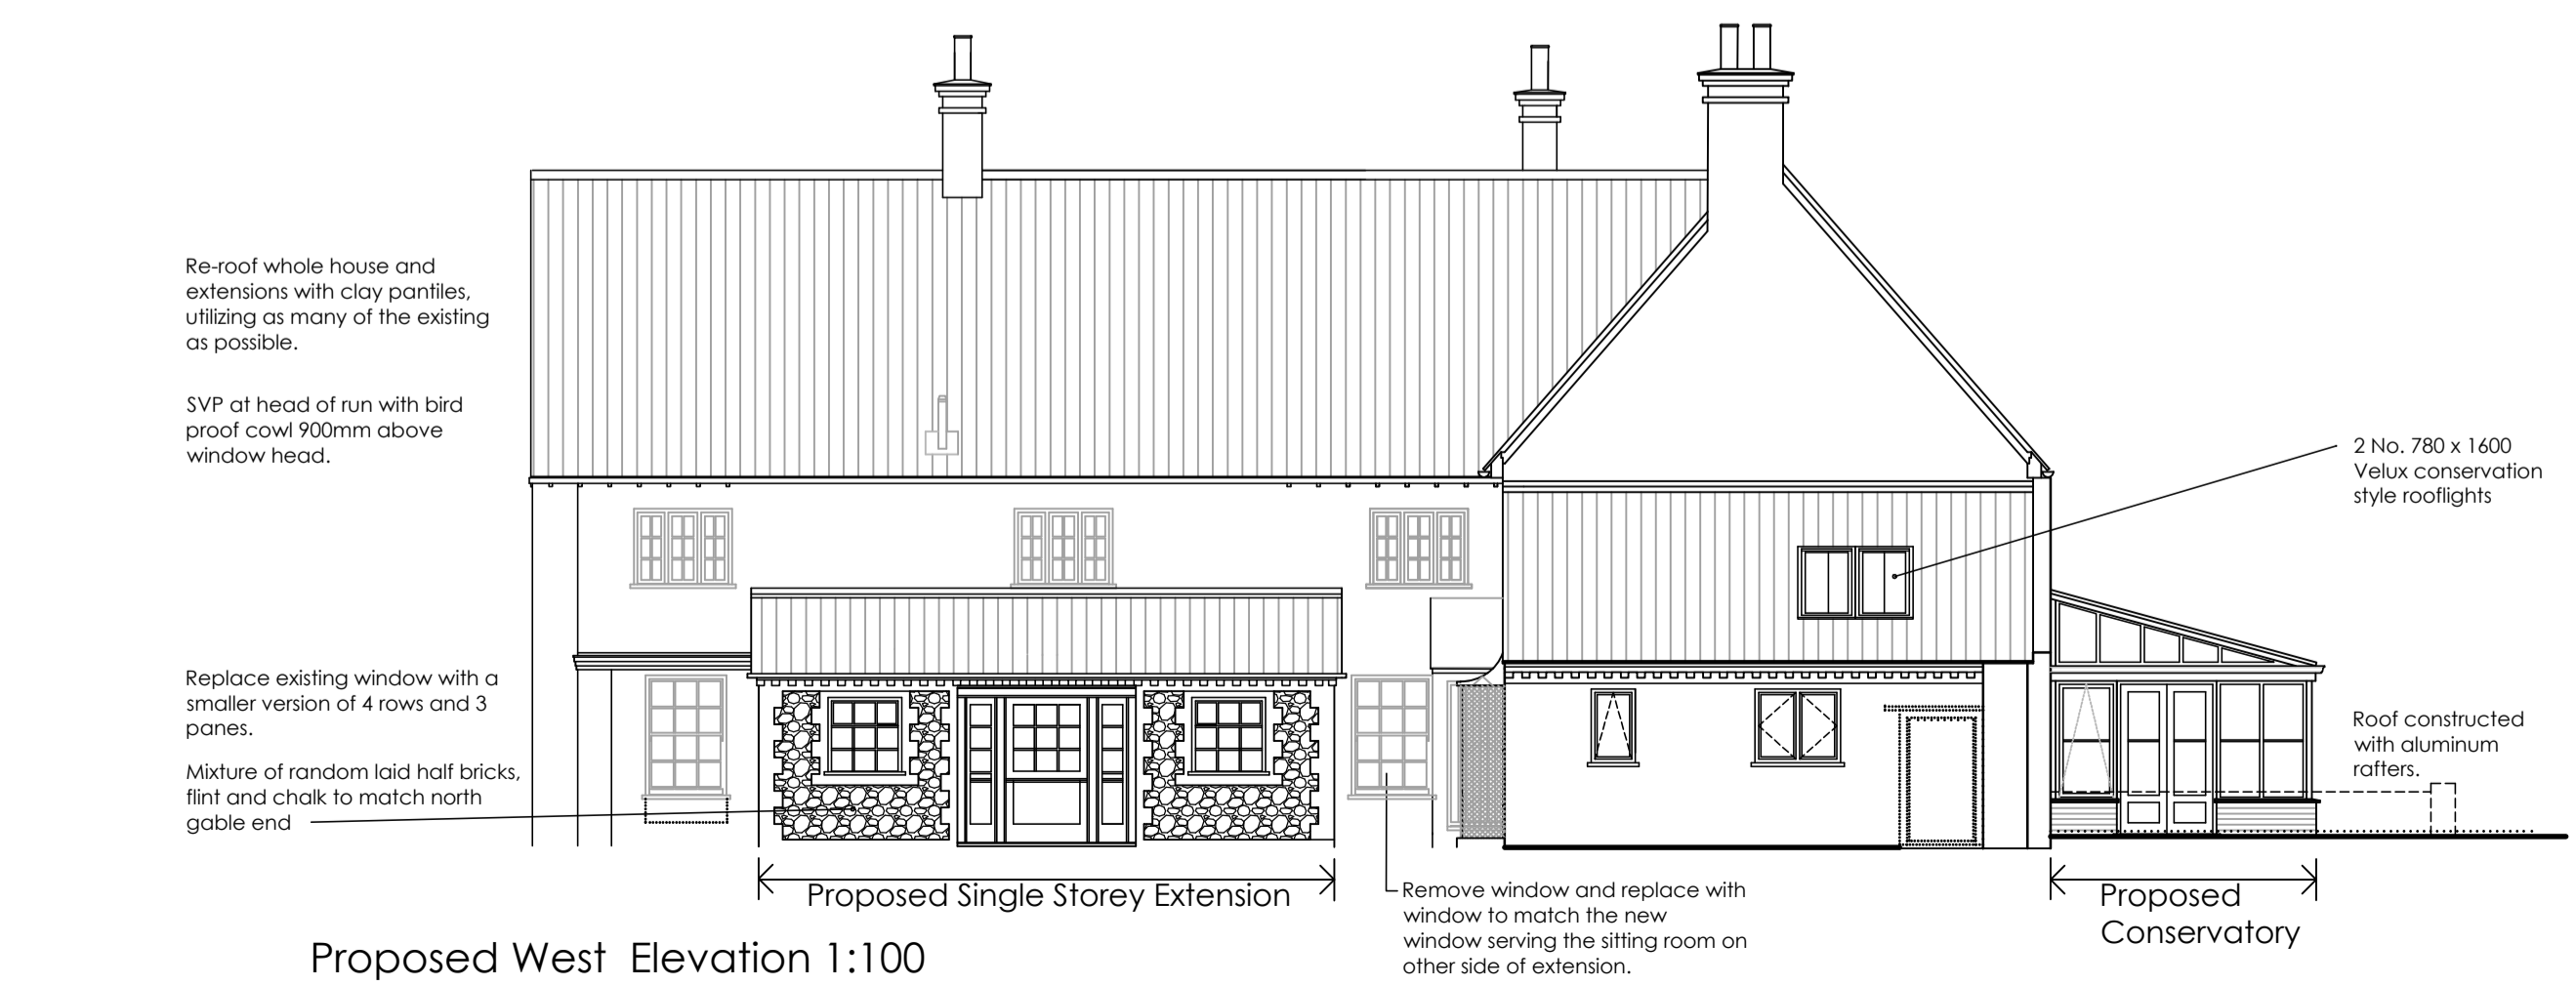 Re-roof whole house and
extensions with clay pantiles,
utilizing as many of the existing
as possible.
SVP at head of run with bird
proof cowl 900mm above
window head.
2 No. 780 x 1600
Velux conservation
style rooflights
Replace existing window with a
smaller version of 4 rows and 3
panes.
Mixture of random laid half bricks,
flint and chalk to match north
gable end
Roof constructed
with aluminum
rafters.
Proposed Single Storey Extension
Remove window and replace with
window to match the new
window serving the sitting room on
other side of extension.
Proposed
Conservatory
Proposed West Elevation 1:100